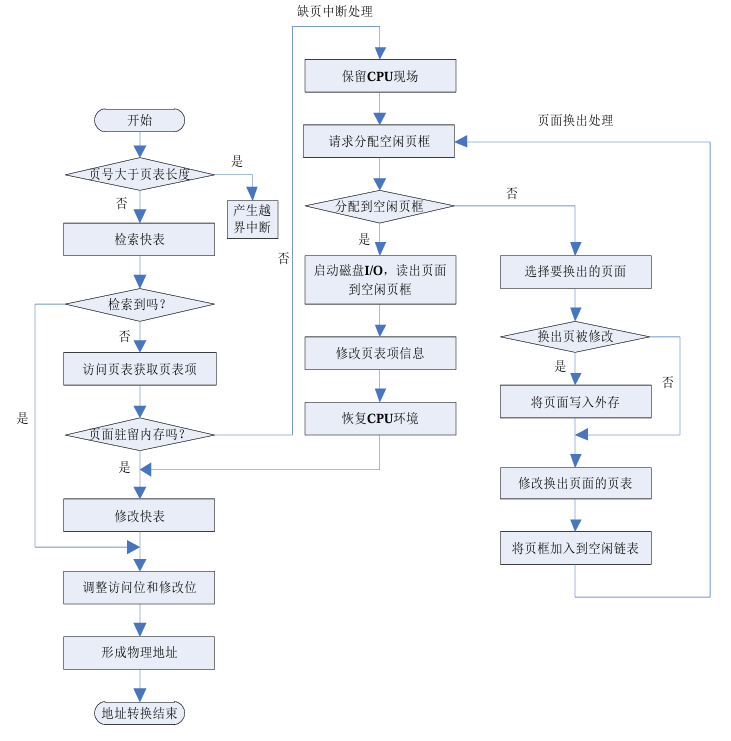 缺页中断处理
保留CPU现场
开始
请求分配空闲页框
页面换出处理
页号大于页表长度
是
否
产生越
界中断
分配到空闲页框
否
是
检索快表
否
启动磁盘I/O，读出页面
到空闲页框
选择要换出的页面
检索到吗？
否
换出页被修改
修改页表项信息
访问页表获取页表项
是
否
将页面写入外存
是
恢复CPU环境
页面驻留内存吗？
是
修改换出页面的页表
修改快表
将页框加入到空闲链表
调整访问位和修改位
形成物理地址
地址转换结束